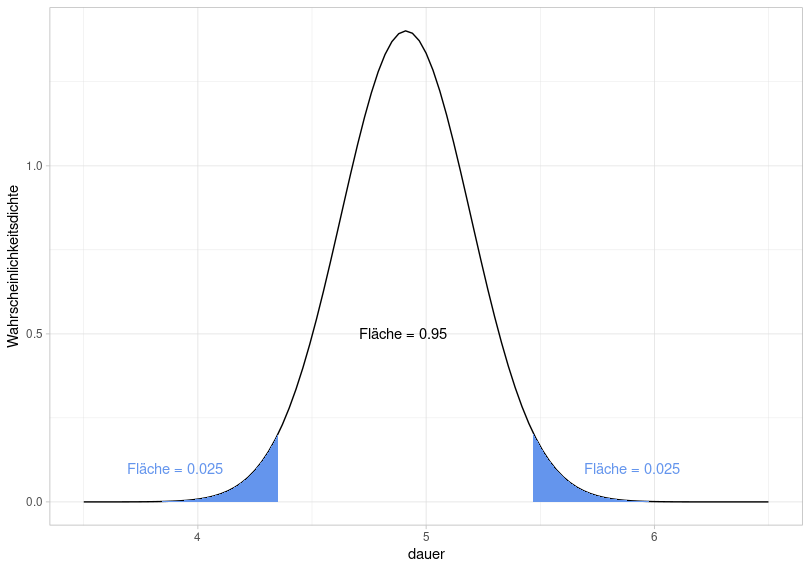 Wahrscheinlichkeitsdichte
1.0
0.5
0.0
Fläche = 0.95
Fläche = 0.025
Fläche = 0.025
4
5
6
dauer